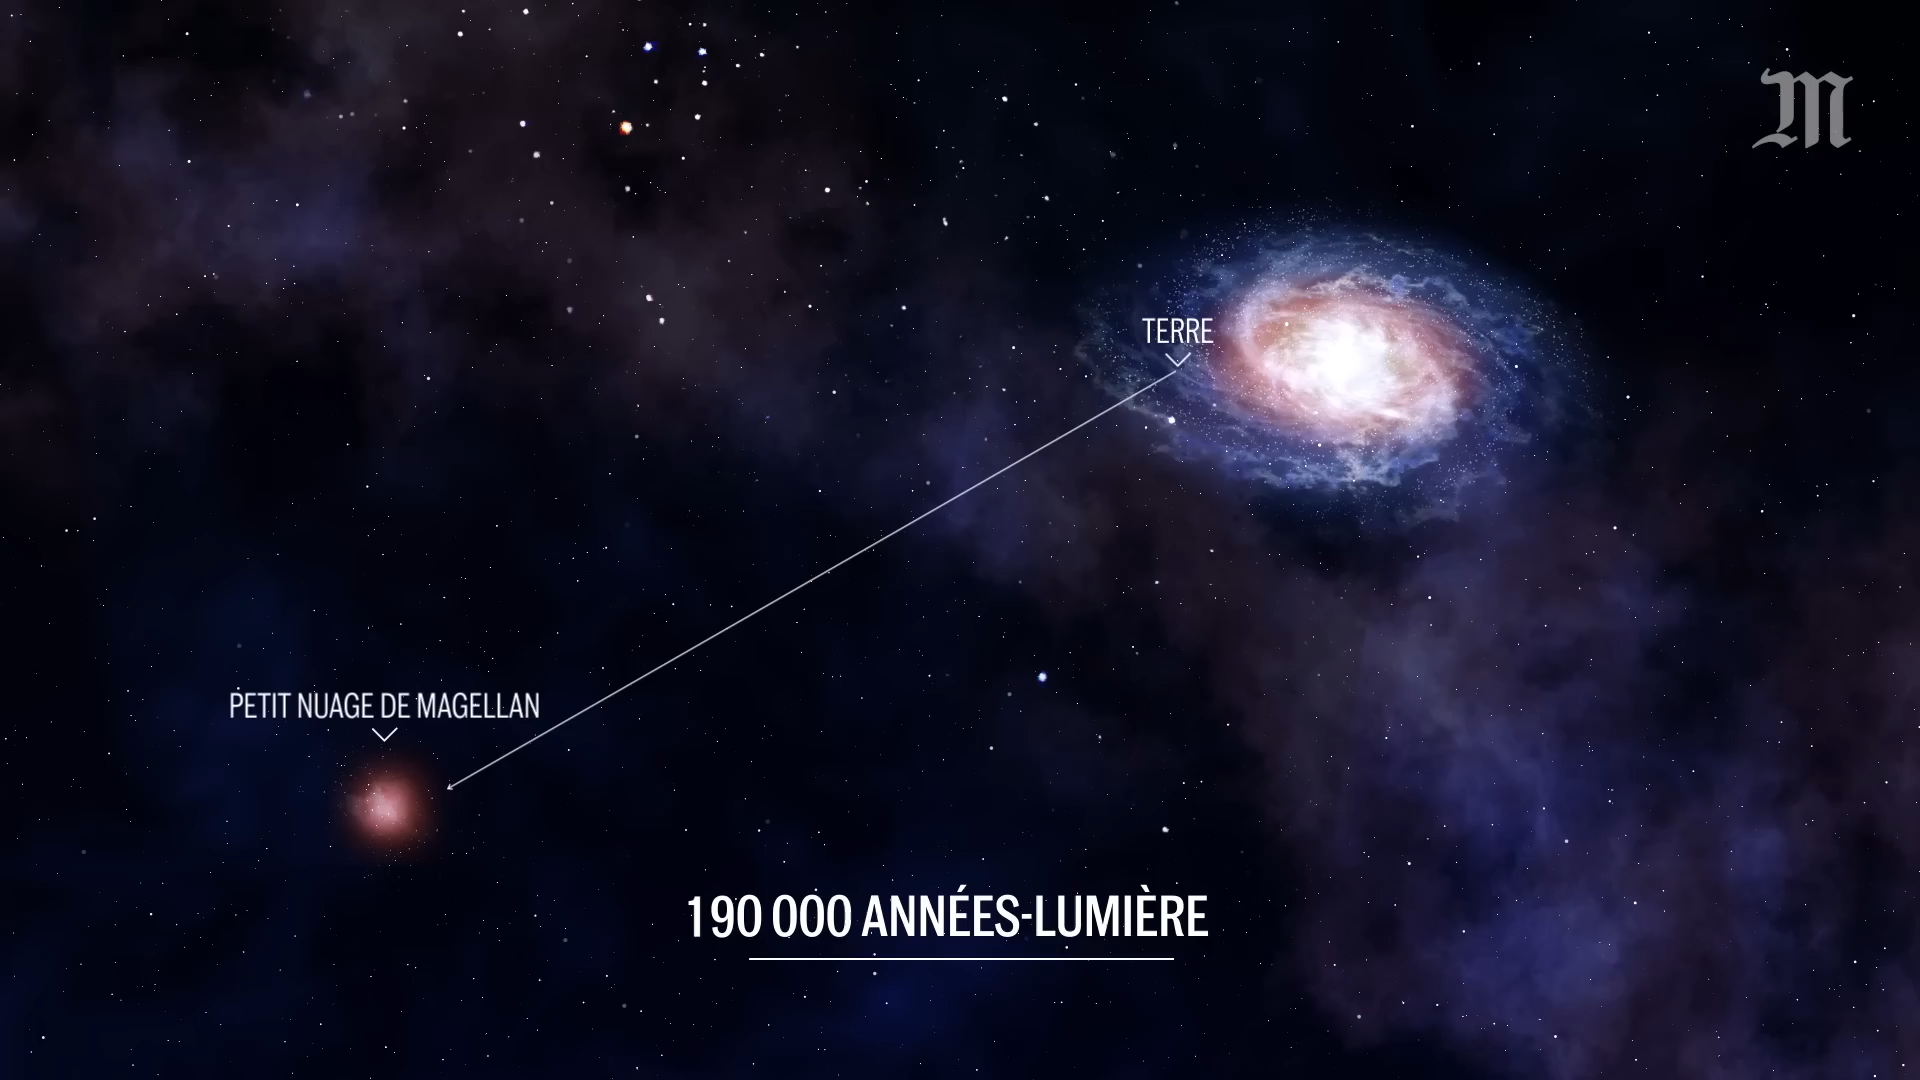 M
TERRE
PETIT NUAGE DE MAGELLAN
190 000 ANNÉES-LUMIÈRE